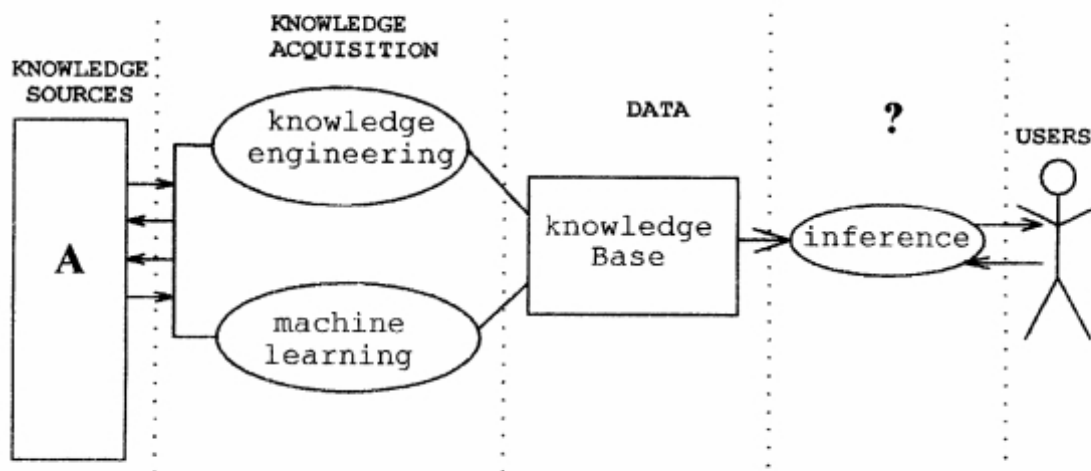 KNOWLEDGE
SOURCES
A
KNOWLEDGE
ACQUISITION
knowledge
engineering
machine
learning
DATA
knowledge
Base
?
inference
USERS